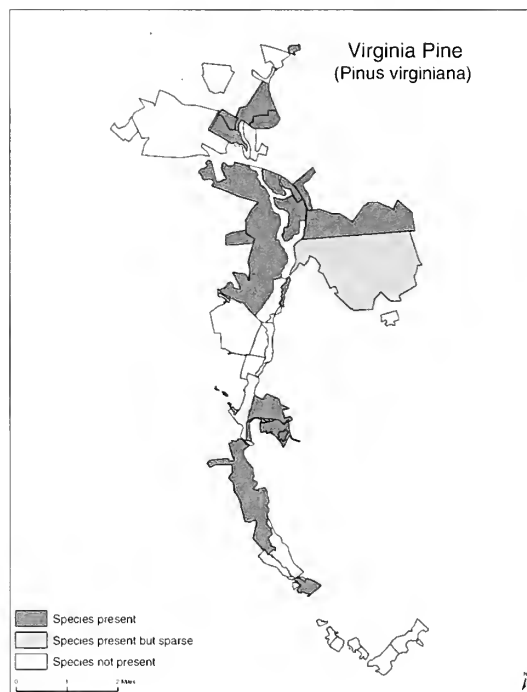 Virginia Pine
(Pinus virginiana)
Species present
Species present but sparse
Species not present
0 1 2 Miles